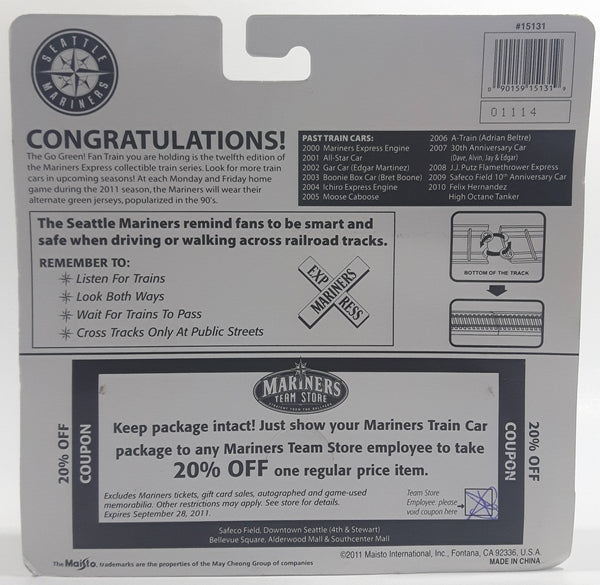 SEATTLE
MARINERS
#15131
0 90159 15131 9
01114
CONGRATULATIONS!
The Go Green! Fan Train you are holding is the twelfth edition of
the Mariners Express collectible train series. Look for more train
cars in upcoming seasons! At each Monday and Friday home
game during the 2011 season, the Mariners will wear their
alternate green jerseys, popularized in the 90's.
PAST TRAIN CARS:
2000 Mariners Express Engine
2001 All-Star Car
2002 Gar Car (Edgar Martinez)
2003 Boonie Box Car (Bret Boone)
2004 Ichiro Express Engine
2005 Moose Caboose
2006 A-Train (Adrian Beltre)
2007 30th Anniversary Car
(Dave, Alvin, Jay & Edgar)
2008 J.J. Putz Flamethrower Express
2009 Safeco Field 10th Anniversary Car
2010 Felix Hernandez
High Octane Tanker
The Seattle Mariners remind fans to be smart and
safe when driving or walking across railroad tracks.
REMEMBER TO:
Listen For Trains
Look Both Ways
Wait For Trains To Pass
Cross Tracks Only At Public Streets
EXPRESS
MARINERS
BOTTOM OF THE TRACK
MARINERS
TEAM STORE
STRAIGHT FROM THE BALLPARK
20% OFF
COUPON
Keep package intact! Just show your Mariners Train Car
package to any Mariners Team Store employee to take
20% OFF one regular price item.
Excludes Mariners tickets, gift card sales, autographed and game-used
memorabilia. Other restrictions may apply. See store for details.
Expires September 28, 2011.
Team Store
Employee: please
void coupon here
COUPON
20% OFF
Safeco Field, Downtown Seattle (4th & Stewart)
Bellevue Square, Alderwood Mall & Southcenter Mall
The Maisto, trademarks are the properties of the May Cheong Group of companies
©2011 Maisto International, Inc., Fontana, CA 92336, U.S.A.
MADE IN CHINA